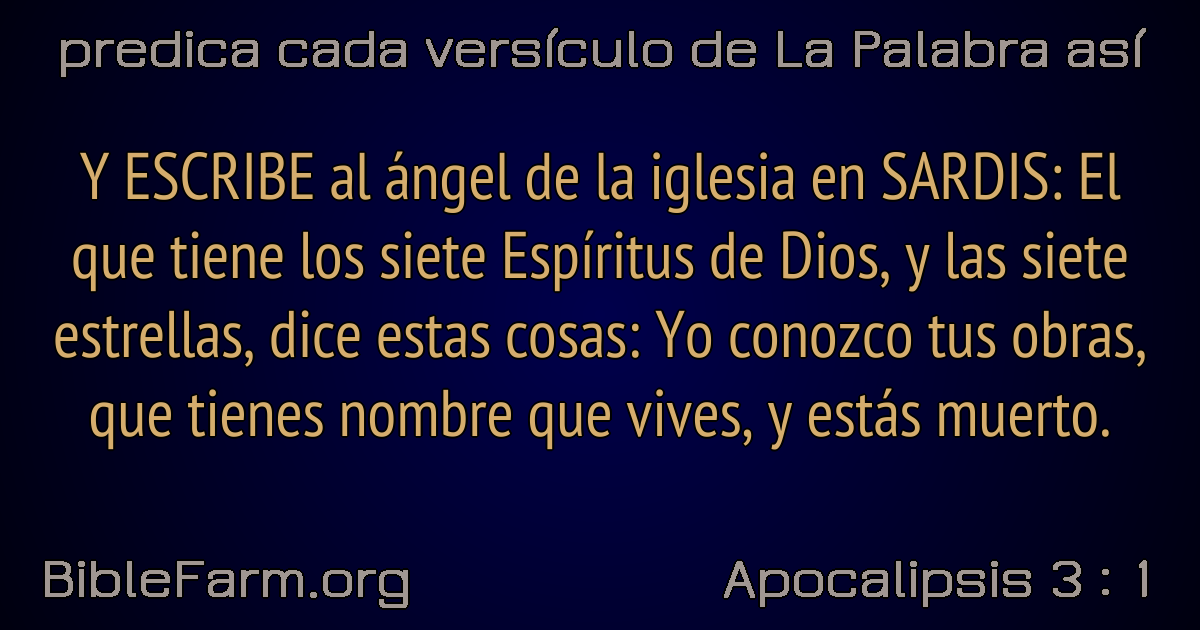 predica cada versículo de La Palabra así
Y ESCRIBE al ángel de la iglesia en SARDIS: El
que tiene los siete Espíritus de Dios, y las siete
estrellas, dice estas cosas: Yo conozco tus obras,
que tienes nombre que vives, y estás muerto.
BibleFarm.org
Apocalipsis 3 : 1